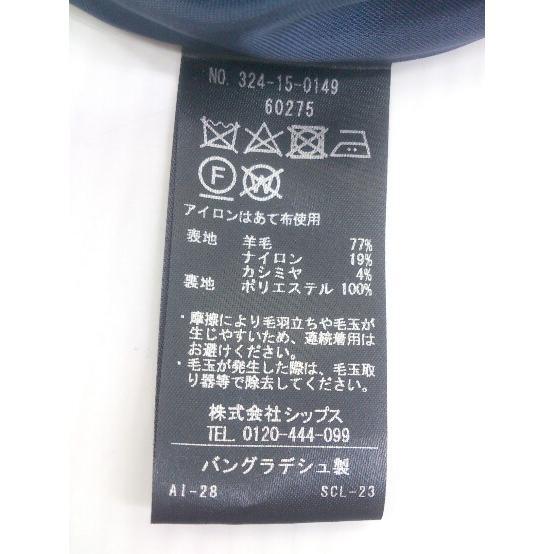 NO. 324-15-0149
60275
F W
アイロンはあて布使用
表地 羊毛 77%
ナイロン 19%
カシミヤ 4%
裏地 ポリエステル 100%
・摩擦により毛羽立ちや毛玉が
生じやすいため、連続着用は
お避けください。
・毛玉が発生した際は、毛玉取
り器等で除去してください。
株式会社シップス
TEL. 0120-444-099
バングラデシュ製
AI-28 SCL-23